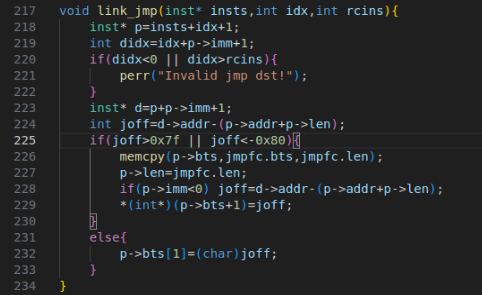 217 void link_jmp(inst* insts,int idx,int rcins){
218     inst* p=insts+idx+1;
219     int didx=idx+p->imm+1;
220     if(didx<0 || didx>rcins){
221         perr("Invalid jmp dst!");
222     }
223     inst* d=p+p->imm+1;
224     int joff=d->addr-(p->addr+p->len);
225     if(joff>0x7f || joff<-0x80){
226         memcpy(p->bts,jmpfc.bts,jmpfc.len);
227         p->len=jmpfc.len;
228         if(p->imm<0) joff=d->addr-(p->addr+p->len);
229         *(int*)(p->bts+1)=joff;
230     }
231     else{
232         p->bts[1]=(char)joff;
233     }
234 }